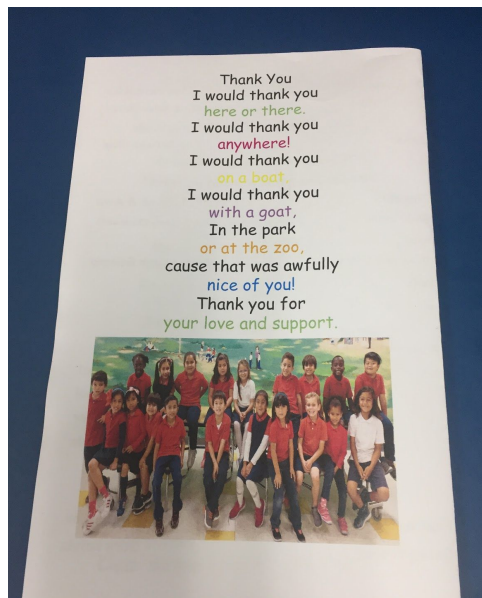 Thank You
I would thank you
here or there.
I would thank you
anywhere!
I would thank you
on a boat,
I would thank you
with a goat,
In the park
or at the zoo,
cause that was awfully
nice of you!
Thank you for
your love and support.